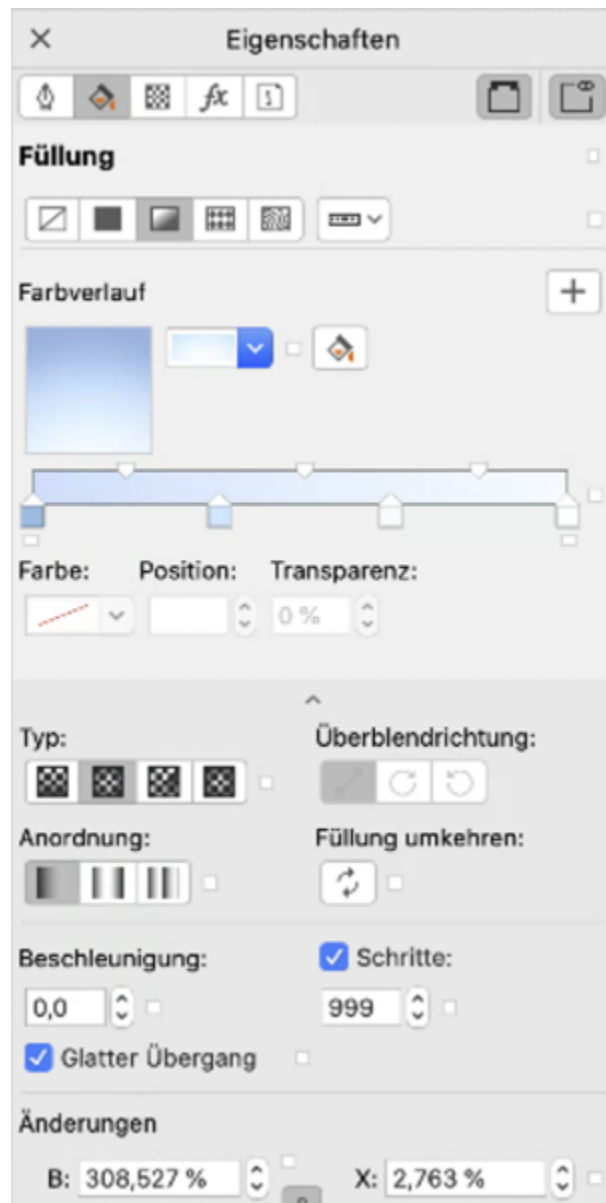 Eigenschaften
fx
Füllung
Farbverlauf
Farbe: Position: Transparenz:
0 %
Typ: Überblendrichtung:
Anordnung: Füllung umkehren:
Beschleunigung: Schritte:
0,0 999
Glatter Übergang
Änderungen
B: 308,527 % X: 2,763 %